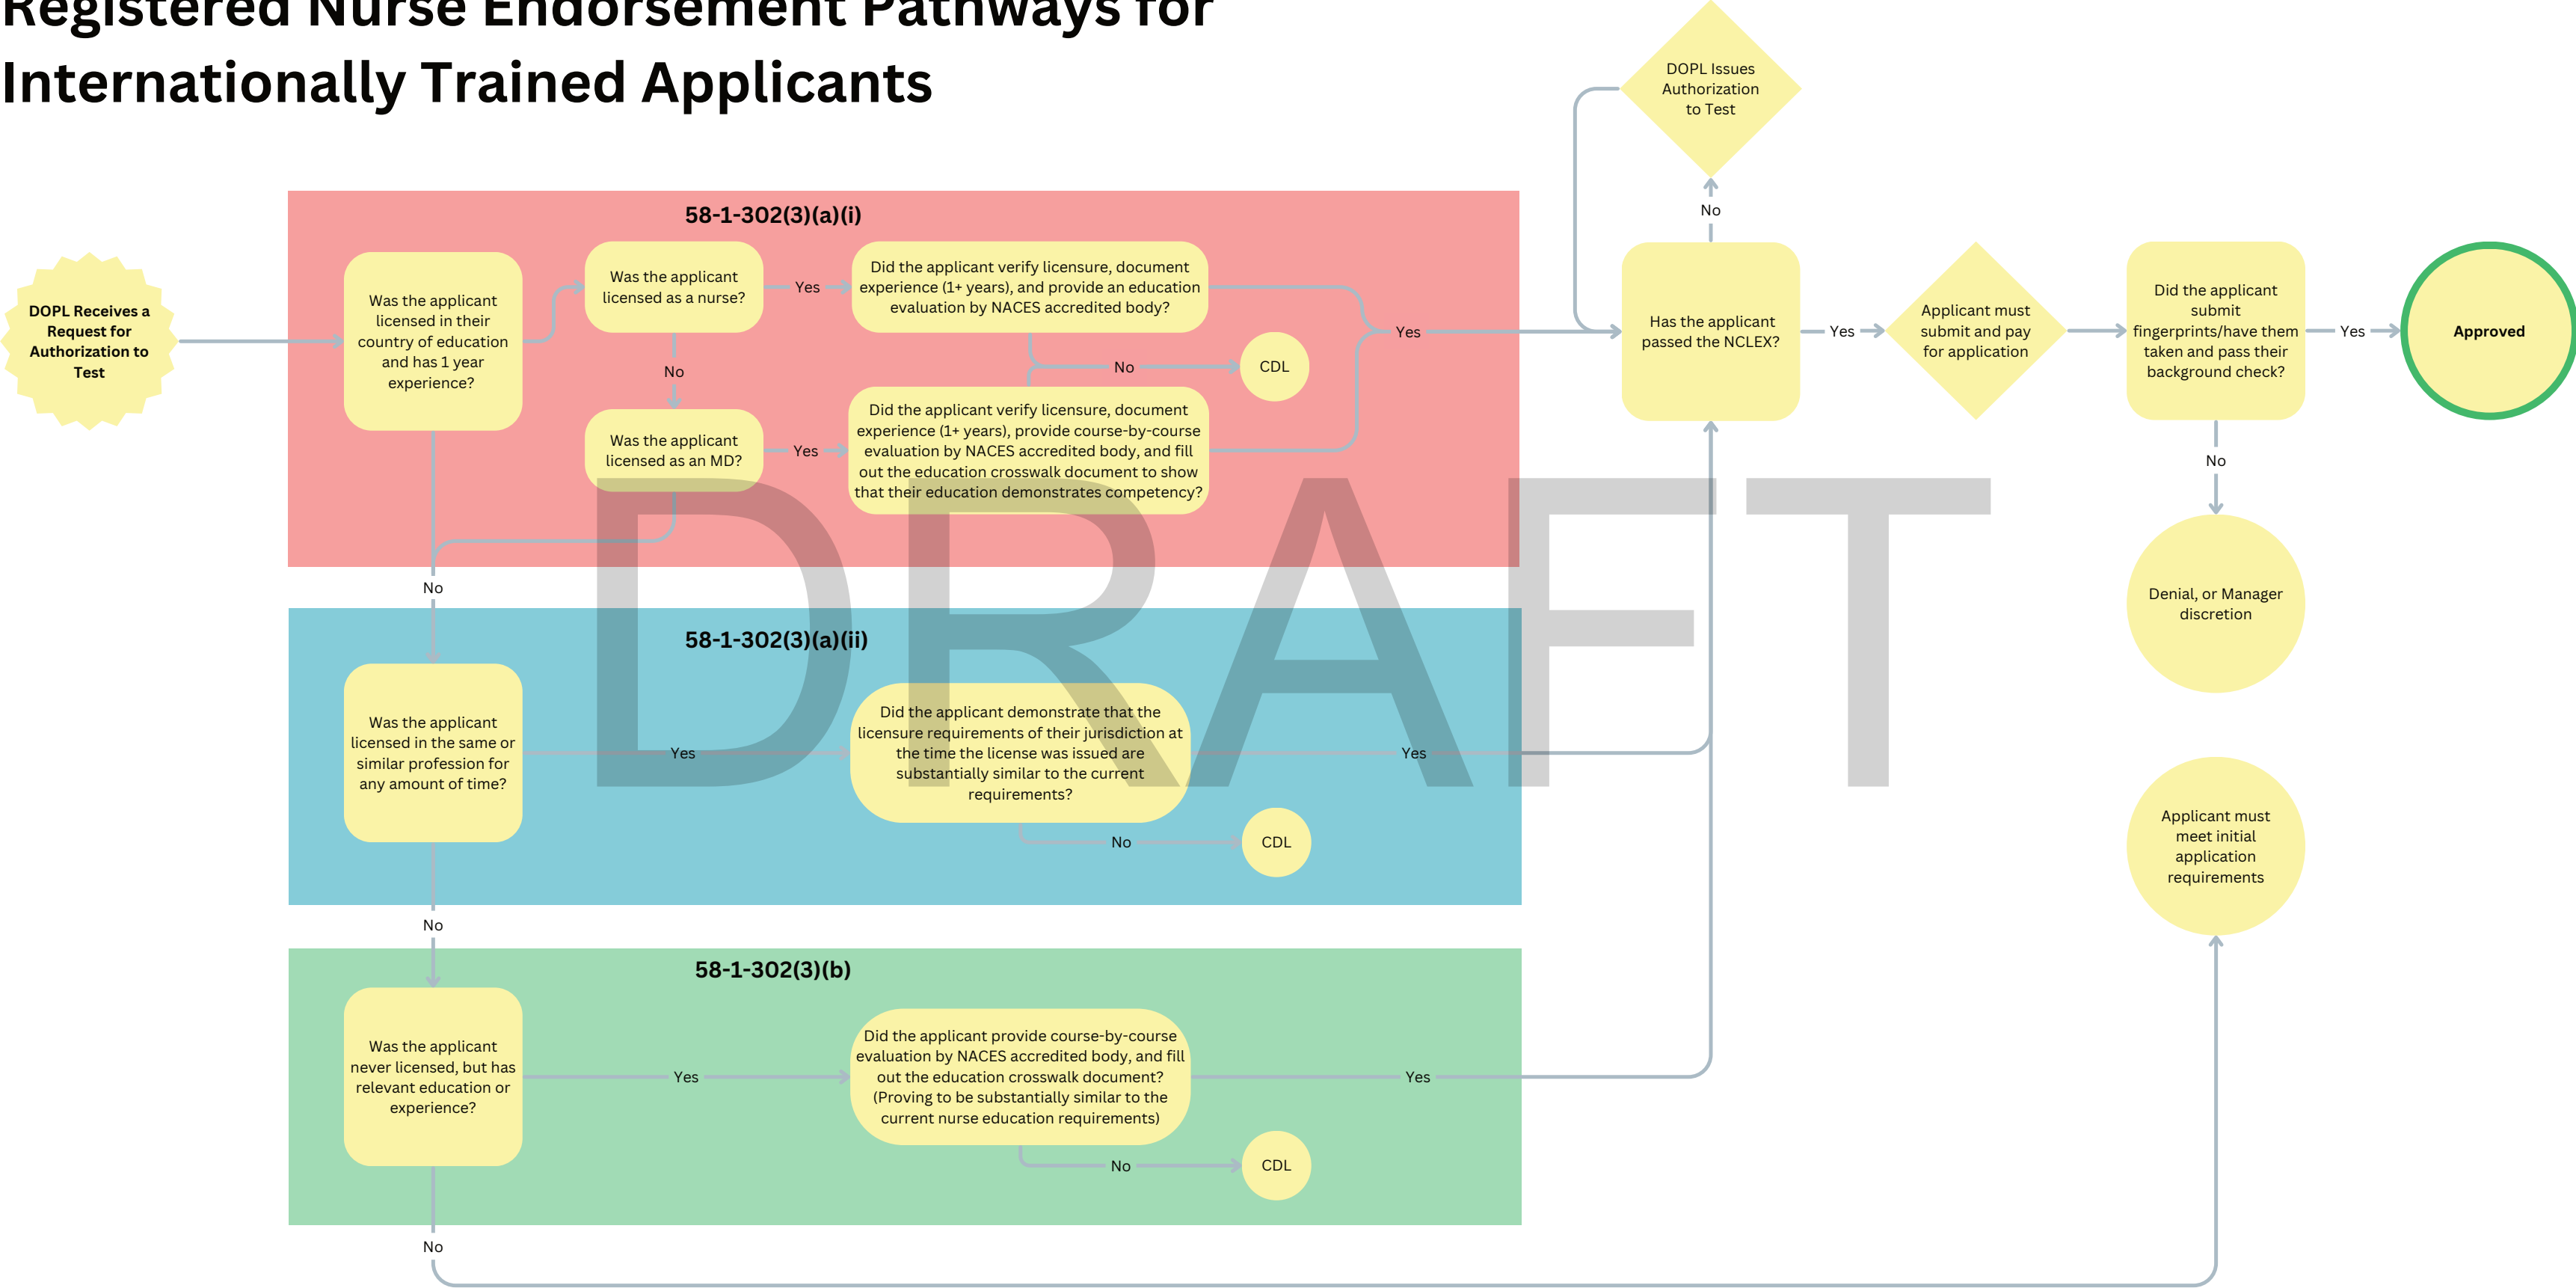 Registered Nurse Endorsement Pathways for
Internationally Trained Applicants
DOPL Issues
Authorization
to Test
No
58-1-302(3)(a)(i)
DOPL Receives a
Request for
Authorization to
Test
Was the applicant
licensed in their
country of education
and has 1 year
experience?
Was the applicant
licensed as a nurse?
Yes
Did the applicant verify licensure, document
experience (1+ years), and provide an education
evaluation by NACES accredited body?
No
CDL
No
Was the applicant
licensed as an MD?
Yes
Did the applicant verify licensure, document
experience (1+ years), provide course-by-course
evaluation by NACES accredited body, and fill
out the education crosswalk document to show
that their education demonstrates competency?
Yes
Has the applicant
passed the NCLEX?
Yes
Applicant must
submit and pay
for application
Did the applicant
submit
fingerprints/have them
taken and pass their
background check?
Yes
Approved
No
Denial, or Manager
discretion
No
DRAFT
58-1-302(3)(a)(ii)
Was the applicant
licensed in the same or
similar profession for
any amount of time?
Yes
Did the applicant demonstrate that the
licensure requirements of their jurisdiction at
the time the license was issued are
substantially similar to the current
requirements?
Yes
No
CDL
Applicant must
meet initial
application
requirements
No
58-1-302(3)(b)
Was the applicant
never licensed, but has
relevant education or
experience?
Yes
Did the applicant provide course-by-course
evaluation by NACES accredited body, and fill
out the education crosswalk document?
(Proving to be substantially similar to the
current nurse education requirements)
Yes
No
CDL
No